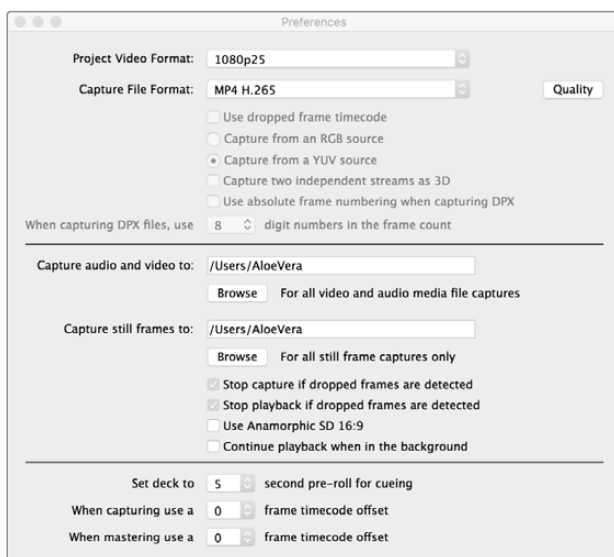 Preferences
Project Video Format: 1080p25
Capture File Format: MP4 H.265 Quality
Use dropped frame timecode
Capture from an RGB source
Capture from a YUV source
Capture two independent streams as 3D
Use absolute frame numbering when capturing DPX
When capturing DPX files, use 8 digit numbers in the frame count
Capture audio and video to: /Users/AloeVera
Browse For all video and audio media file captures
Capture still frames to: /Users/AloeVera
Browse For all still frame captures only
Stop capture if dropped frames are detected
Stop playback if dropped frames are detected
Use Anamorphic SD 16:9
Continue playback when in the background
Set deck to 5 second pre-roll for cueing
When capturing use a 0 frame timecode offset
When mastering use a 0 frame timecode offset